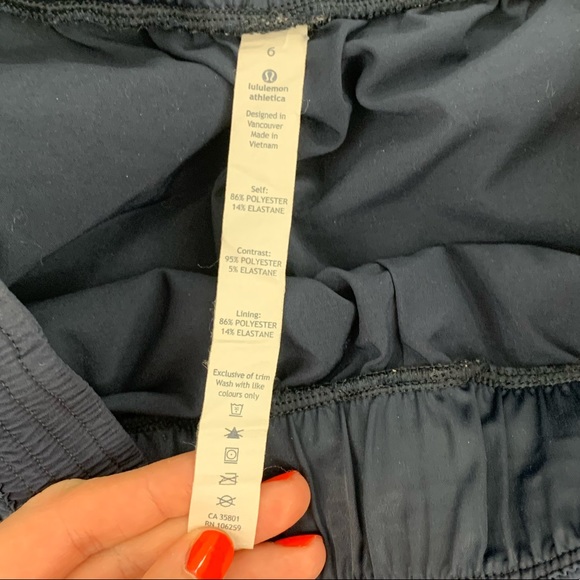 6
lululemon
athletica
Designed in
Vancouver
Made in
Vietnam
Self:
86% POLYESTER
14% ELASTANE
Contrast:
95% POLYESTER
5% ELASTANE
Lining:
86% POLYESTER
14% ELASTANE
Exclusive of trim
Wash with like
colours only
CA 35801
RN 106259